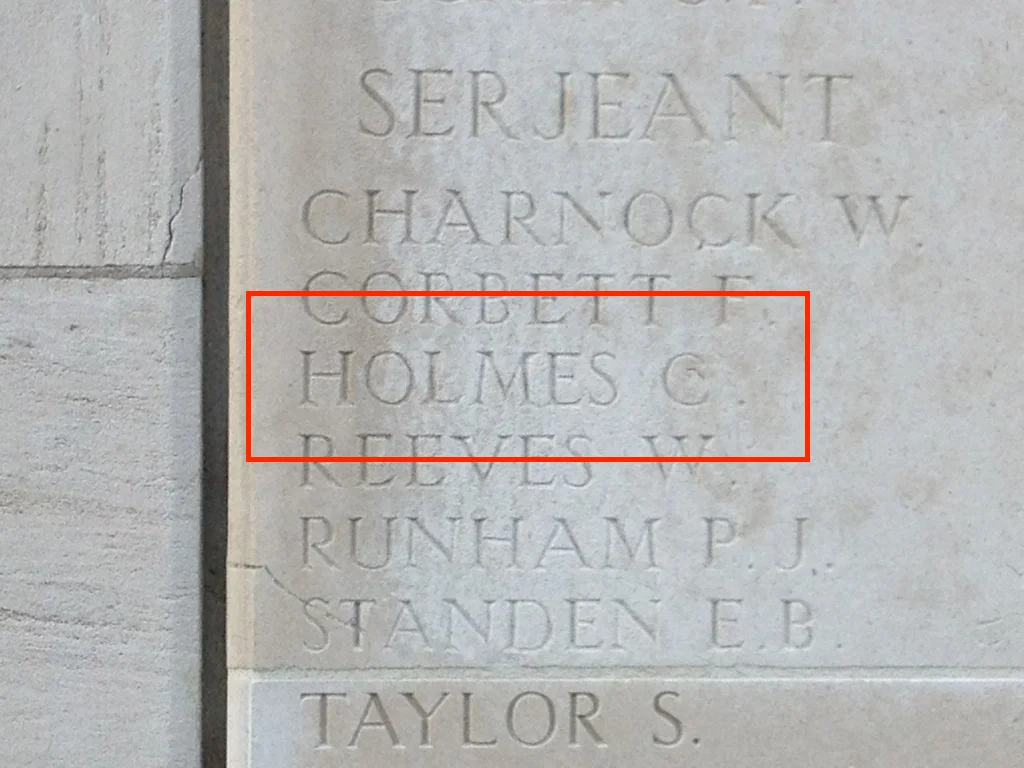 SERJEANT
CHARNOCK W.
CORBETT F.
HOLMES C.
REEVES W.
RUNHAM P. J.
STANDEN E.B.
TAYLOR S.